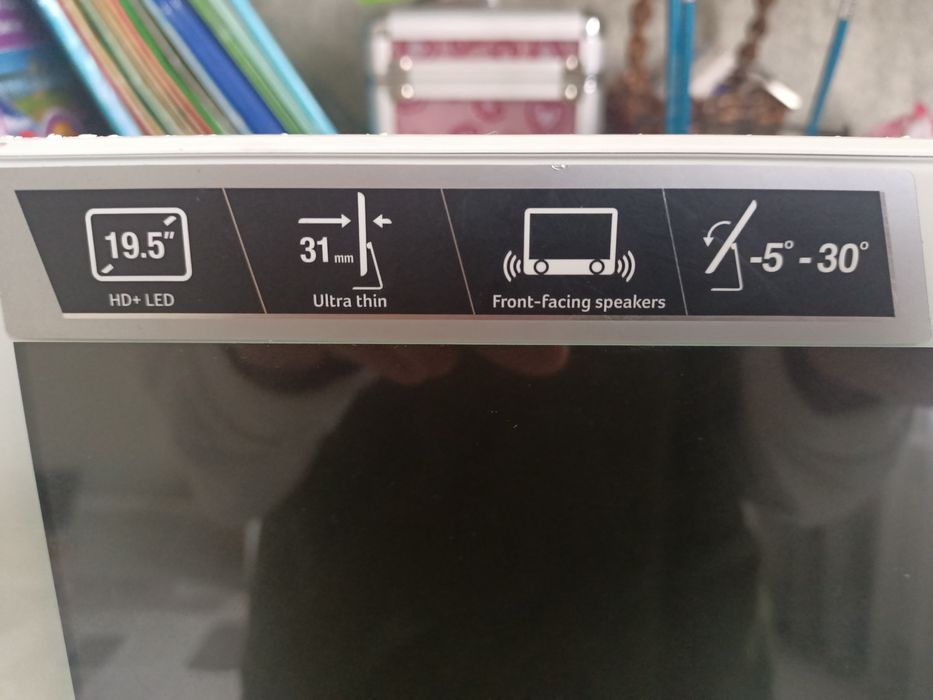 19.5"
HD+ LED
31 mm
Ultra thin
Front-facing speakers
-5° - 30°